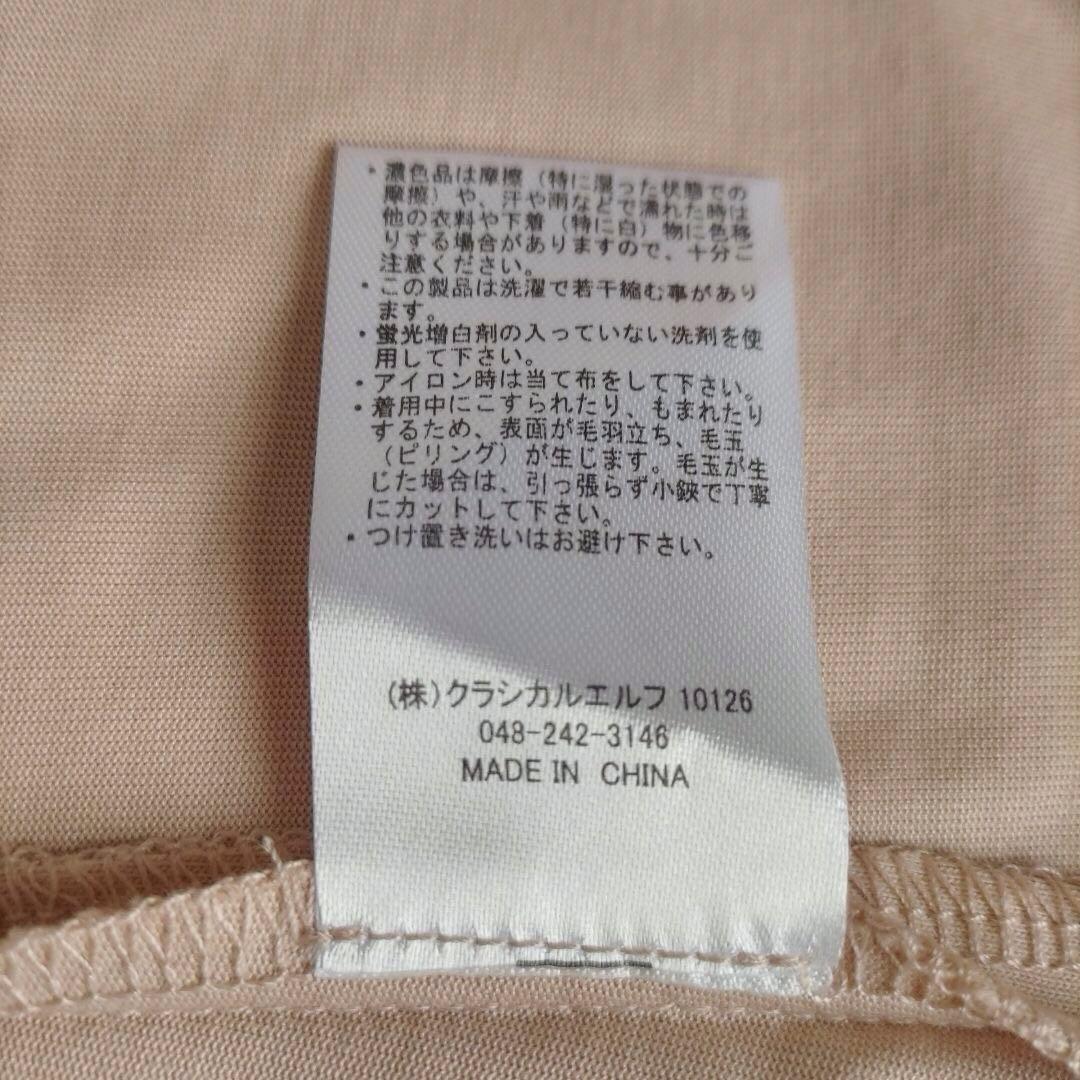 ・濃色品は摩擦（特に湿った状態での
摩擦）や、汗や雨などで濡れた時は
他の衣料や下着（特に白）物に色移
りする場合がありますので、十分ご
注意ください。
・この製品は洗濯で若干縮む事があり
ます。
・蛍光増白剤の入っていない洗剤を使
用して下さい。
・アイロン時は当て布をして下さい。
・着用中にこすられたり、もまれたり
するため、表面が毛羽立ち、毛玉
（ピリング）が生じます。毛玉が生
じた場合は、引っ張らず小鋏で丁寧
にカットして下さい。
・つけ置き洗いはお避け下さい。
(株)クラシカルエルフ 10126
048-242-3146
MADE IN CHINA